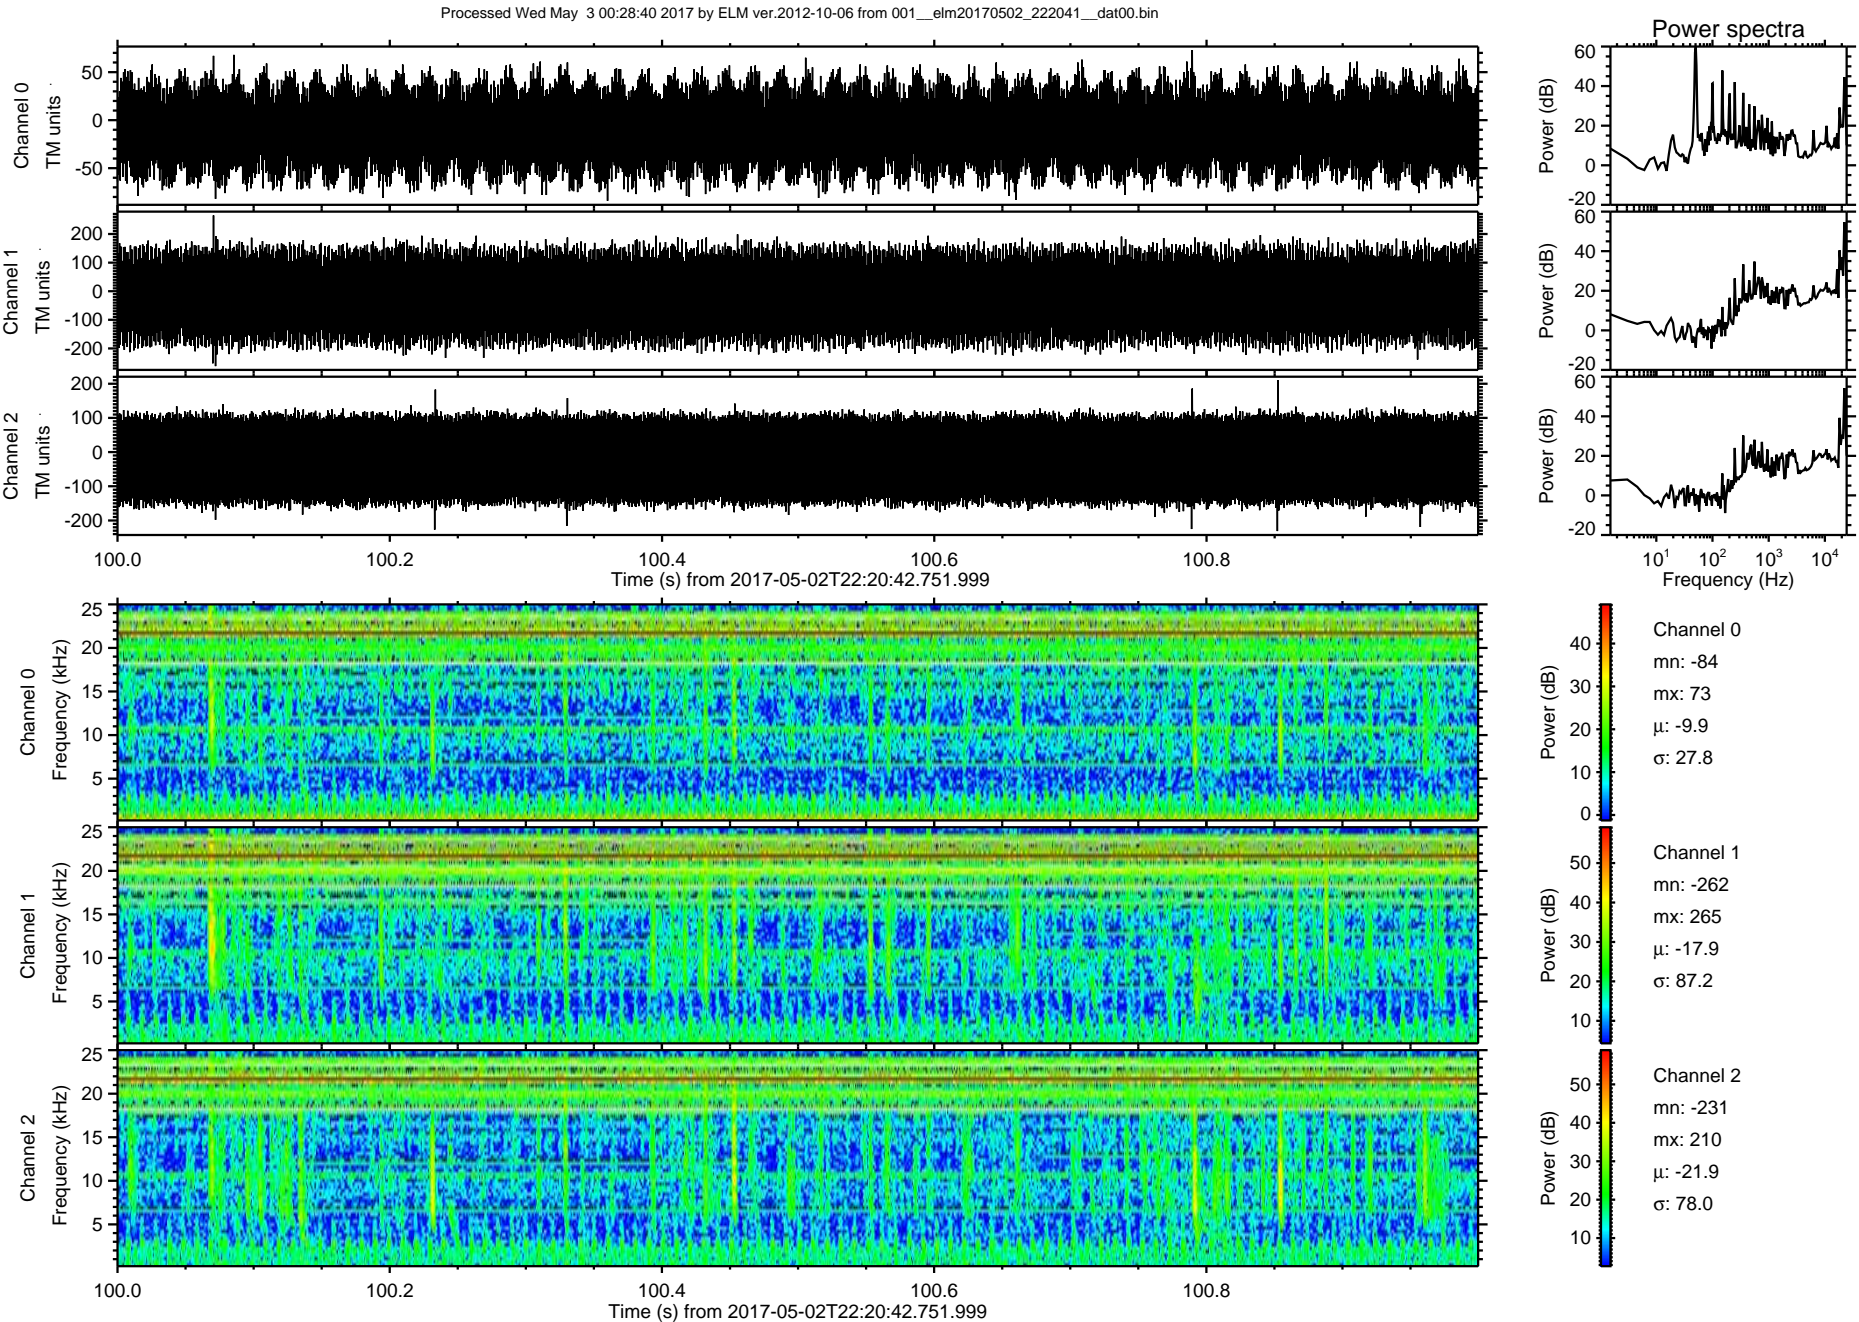 Processed Wed May  3 00:28:40 2017 by ELM ver.2012-10-06 from 001__elm20170502_222041__dat00.bin
Power spectra
Channel 0
TM units
50
0
-50
Power (dB)
60
40
20
0
-20
Channel 1
TM units
200
100
0
-100
-200
Power (dB)
60
40
20
0
-20
Channel 2
TM units
200
100
0
-100
-200
Power (dB)
60
40
20
0
-20
100.0 100.2 100.4 100.6 100.8
Time (s) from 2017-05-02T22:20:42.751.999
10^1 10^2 10^3 10^4
Frequency (Hz)
Channel 0
Frequency (kHz)
25
20
15
10
5
Power (dB)
40
30
20
10
0
Channel 0
mn: -84
mx: 73
μ: -9.9
σ: 27.8
Channel 1
Frequency (kHz)
25
20
15
10
5
Power (dB)
50
40
30
20
10
Channel 1
mn: -262
mx: 265
μ: -17.9
σ: 87.2
Channel 2
Frequency (kHz)
25
20
15
10
5
Power (dB)
50
40
30
20
10
Channel 2
mn: -231
mx: 210
μ: -21.9
σ: 78.0
100.0 100.2 100.4 100.6 100.8
Time (s) from 2017-05-02T22:20:42.751.999